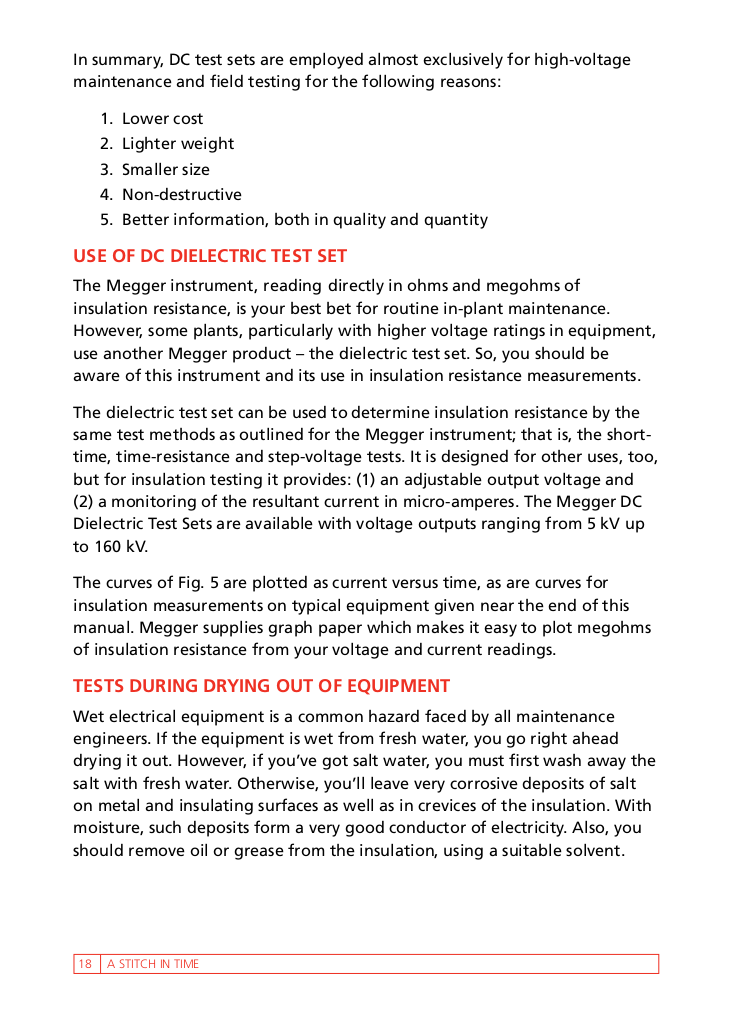 In summary, DC test sets are employed almost exclusively for high-voltage
maintenance and field testing for the following reasons:
1. Lower cost
2. Lighter weight
3. Smaller size
4. Non-destructive
5. Better information, both in quality and quantity
USE OF DC DIELECTRIC TEST SET
The Megger instrument, reading directly in ohms and megohms of
insulation resistance, is your best bet for routine in-plant maintenance.
However, some plants, particularly with higher voltage ratings in equipment,
use another Megger product – the dielectric test set. So, you should be
aware of this instrument and its use in insulation resistance measurements.
The dielectric test set can be used to determine insulation resistance by the
same test methods as outlined for the Megger instrument; that is, the short-
time, time-resistance and step-voltage tests. It is designed for other uses, too,
but for insulation testing it provides: (1) an adjustable output voltage and
(2) a monitoring of the resultant current in micro-amperes. The Megger DC
Dielectric Test Sets are available with voltage outputs ranging from 5 kV up
to 160 kV.
The curves of Fig. 5 are plotted as current versus time, as are curves for
insulation measurements on typical equipment given near the end of this
manual. Megger supplies graph paper which makes it easy to plot megohms
of insulation resistance from your voltage and current readings.
TESTS DURING DRYING OUT OF EQUIPMENT
Wet electrical equipment is a common hazard faced by all maintenance
engineers. If the equipment is wet from fresh water, you go right ahead
drying it out. However, if you’ve got salt water, you must first wash away the
salt with fresh water. Otherwise, you’ll leave very corrosive deposits of salt
on metal and insulating surfaces as well as in crevices of the insulation. With
moisture, such deposits form a very good conductor of electricity. Also, you
should remove oil or grease from the insulation, using a suitable solvent.
18 A STITCH IN TIME